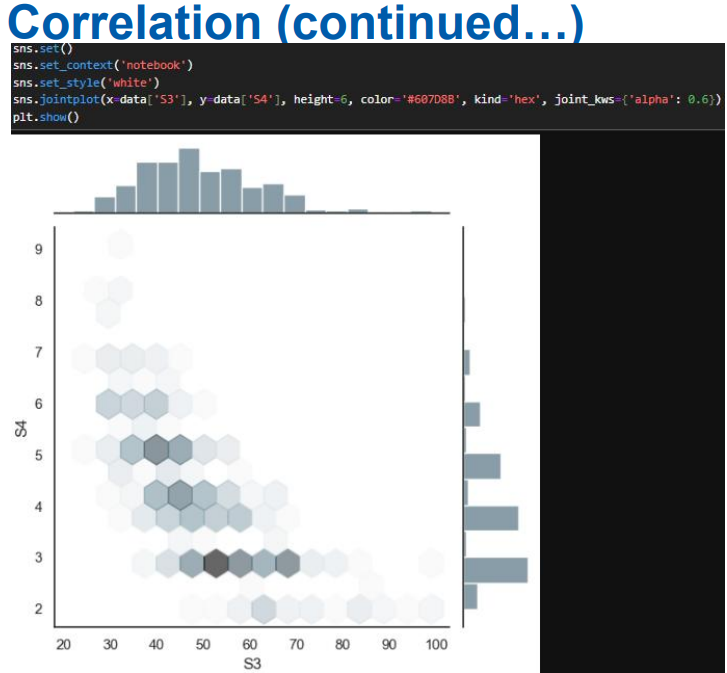 Correlation (continued…)
sns.set()
sns.set_context('notebook')
sns.set_style('white')
sns.jointplot(x=data['S3'], y=data['S4'], height=6, color='#607D8B', kind='hex', joint_kws={'alpha': 0.6})
plt.show()
9
8
7
6
5
4
3
2
S4
20 30 40 50 60 70 80 90 100
S3